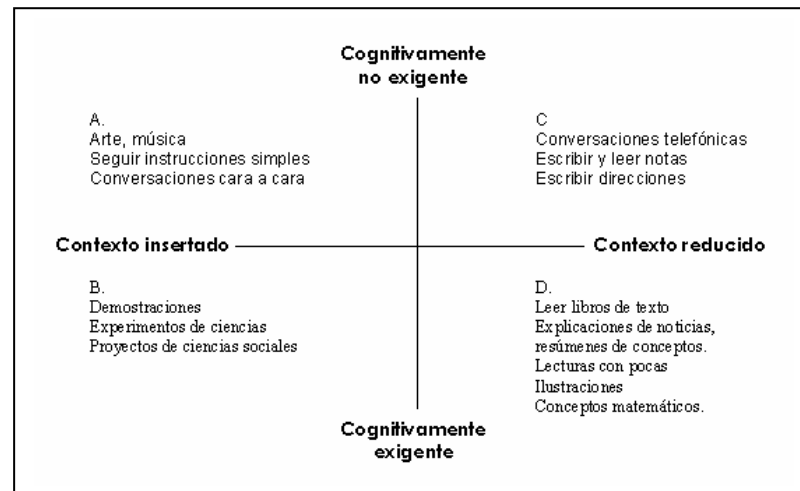 Cognitivamente
no exigente
A.
Arte, música
Seguir instrucciones simples
Conversaciones cara a cara
C
Conversaciones telefónicas
Escribir y leer notas
Escribir direcciones
Contexto insertado
Contexto reducido
B.
Demostraciones
Experimentos de ciencias
Proyectos de ciencias sociales
D.
Leer libros de texto
Explicaciones de noticias,
resúmenes de conceptos.
Lecturas con pocas
Ilustraciones
Conceptos matemáticos.
Cognitivamente
exigente